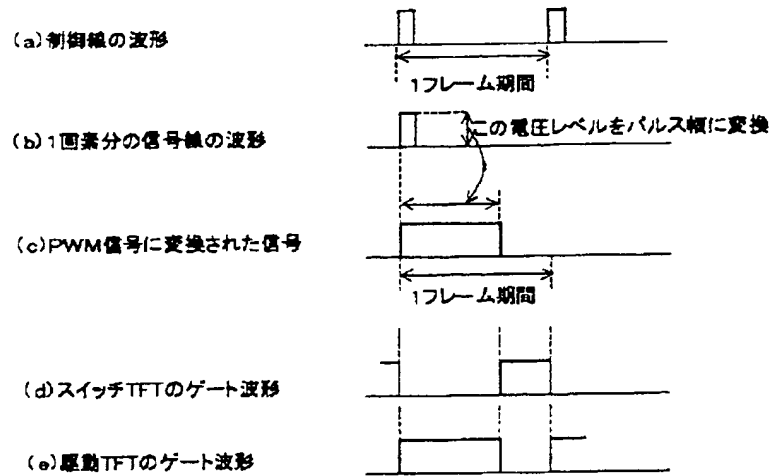 (a)制御線の波形
1フレーム期間
(b)1画素分の信号線の波形
この電圧レベルをパルス幅に変換
(c)PWM信号に変換された信号
1フレーム期間
(d)スイッチTFTのゲート波形
(e)駆動TFTのゲート波形